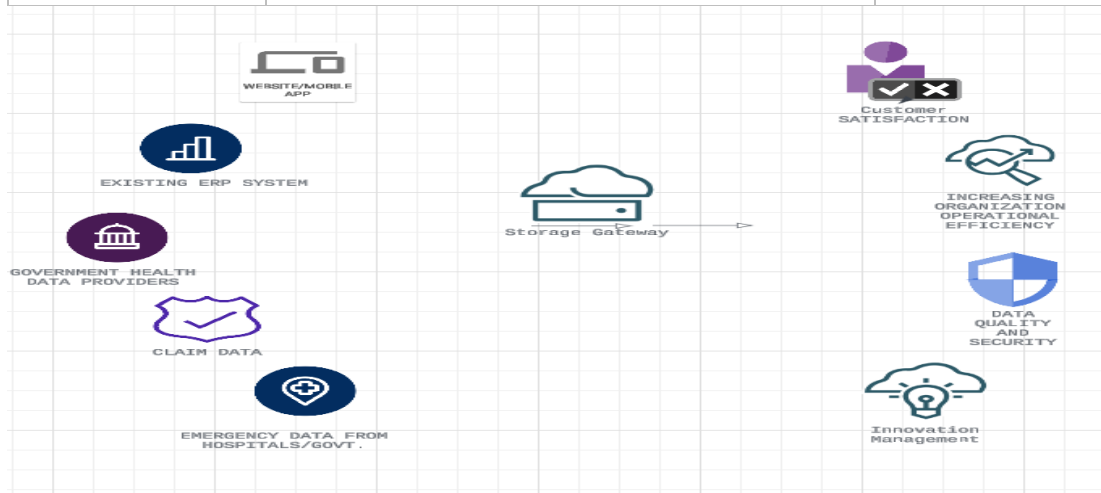 WEBSITE/MOBILE
APP
EXISTING ERP SYSTEM
GOVERNMENT HEALTH
DATA PROVIDERS
CLAIM DATA
EMERGENCY DATA FROM
HOSPITALS/GOVT.
Storage Gateway
Customer
SATISFACTION
INCREASING
ORGANIZATION
OPERATIONAL
EFFICIENCY
DATA
QUALITY
AND
SECURITY
Innovation
Management